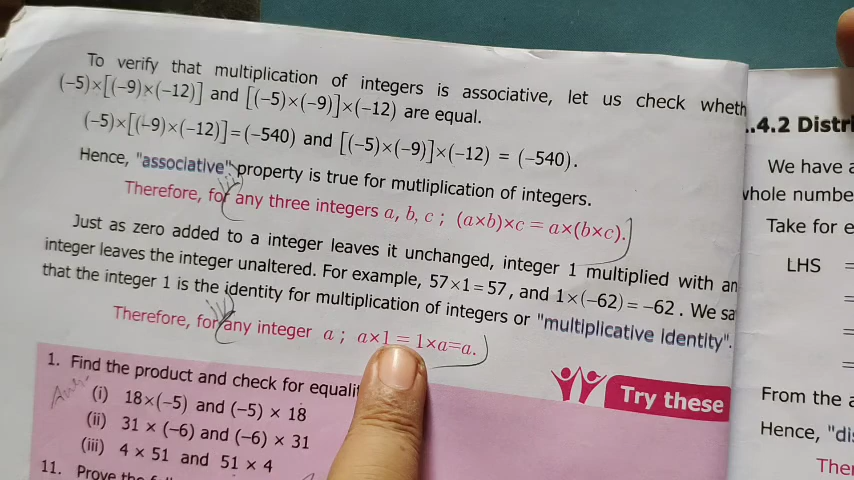 To verify that multiplication of integers is associative, let us check wheth
(−5)×[(−9)×(−12)] and [(−5)×(−9)]×(−12) are equal.
(−5)×[(−9)×(−12)]=(−540) and [(−5)×(−9)]×(−12) = (−540).
Hence, "associative" property is true for mutliplication of integers.
Therefore, for any three integers a, b, c ; (a×b)×c = a×(b×c).
Just as zero added to a integer leaves it unchanged, integer 1 multiplied with an
integer leaves the integer unaltered. For example, 57×1=57, and 1×(−62)=−62. We sa
that the integer 1 is the identity for multiplication of integers or "multiplicative identity".
Therefore, for any integer a ; a×1 = 1×a=a.
Try these
1. Find the product and check for equali
(i) 18×(−5) and (−5) × 18
(ii) 31 × (−6) and (−6) × 31
(iii) 4 × 51 and 51 × 4
11. Prove the
.4.2 Distri
We have a
whole numbe
Take for e
LHS =
=
=
=
From the a
Hence, "dis
Ther